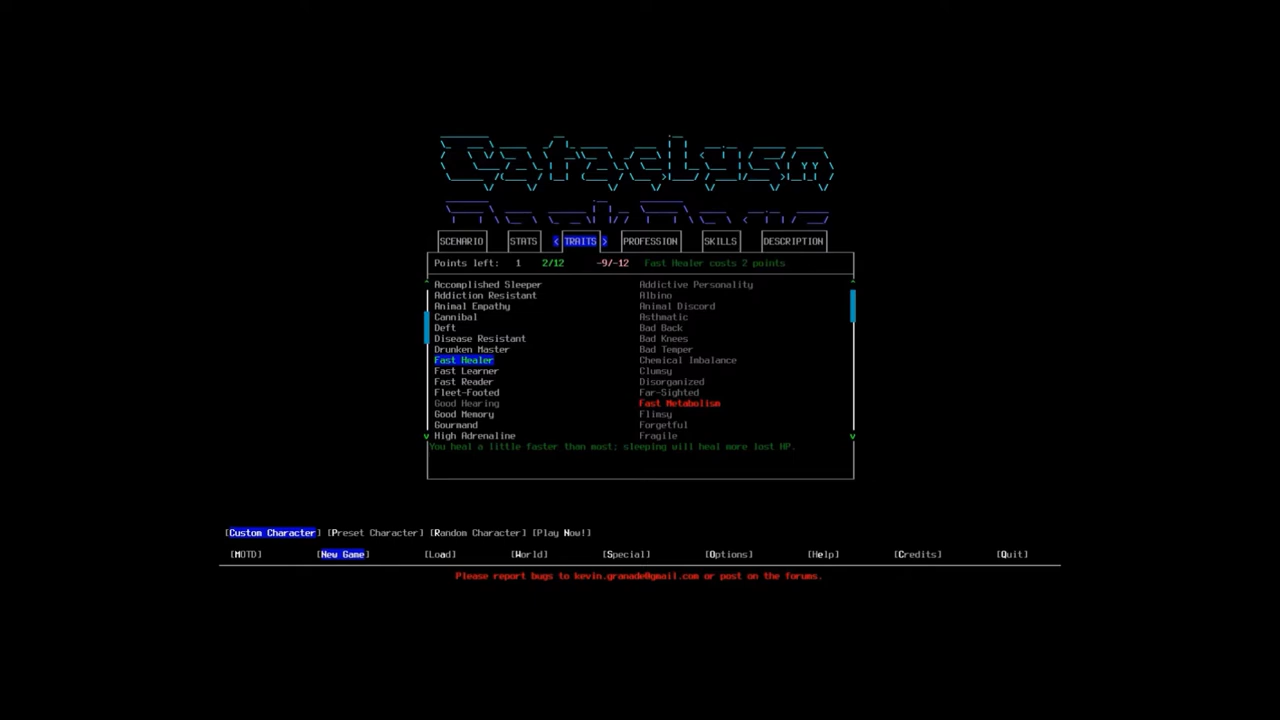 Cataclysm
SCENARIO STATS < TRAITS > PROFESSION SKILLS DESCRIPTION
Points left: 1 2/12 -9/-12 Fast Healer costs 2 points
Accomplished Sleeper Addictive Personality
Addiction Resistant Albino
Animal Empathy Animal Discord
Cannibal Asthmatic
Deft Bad Back
Disease Resistant Bad Knees
Drunken Master Bad Temper
Fast Healer Chemical Imbalance
Fast Learner Clumsy
Fast Reader Disorganized
Fleet-Footed Far-Sighted
Good Hearing Fast Metabolism
Good Memory Flimsy
Gourmand Forgetful
High Adrenaline Fragile
You heal a little faster than most; sleeping will heal more lost HP.
[Custom Character] [Preset Character] [Random Character] [Play Now!]
[MOTD] [New Game] [Load] [World] [Special] [Options] [Help] [Credits] [Quit]
Please report bugs to kevin.granade@gmail.com or post on the forums.